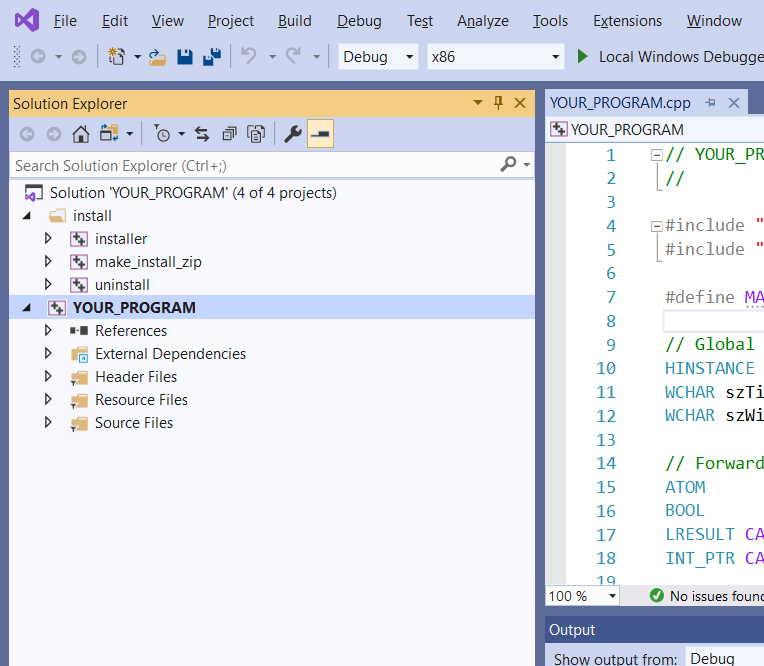 File Edit View Project Build Debug Test Analyze Tools Extensions Window
Debug x86 Local Windows Debugge
Solution Explorer
Search Solution Explorer (Ctrl+;)
Solution 'YOUR_PROGRAM' (4 of 4 projects)
install
installer
make_install_zip
uninstall
YOUR_PROGRAM
References
External Dependencies
Header Files
Resource Files
Source Files
YOUR_PROGRAM.cpp
YOUR_PROGRAM
1 // YOUR_PR
2 //
3
4 #include "
5 #include "
6
7 #define MA
8
9 // Global
10 HINSTANCE
11 WCHAR szTi
12 WCHAR szWi
13
14 // Forward
15 ATOM
16 BOOL
17 LRESULT CA
18 INT_PTR CA
19
100 % No issues found
Output
Show output from: Debug